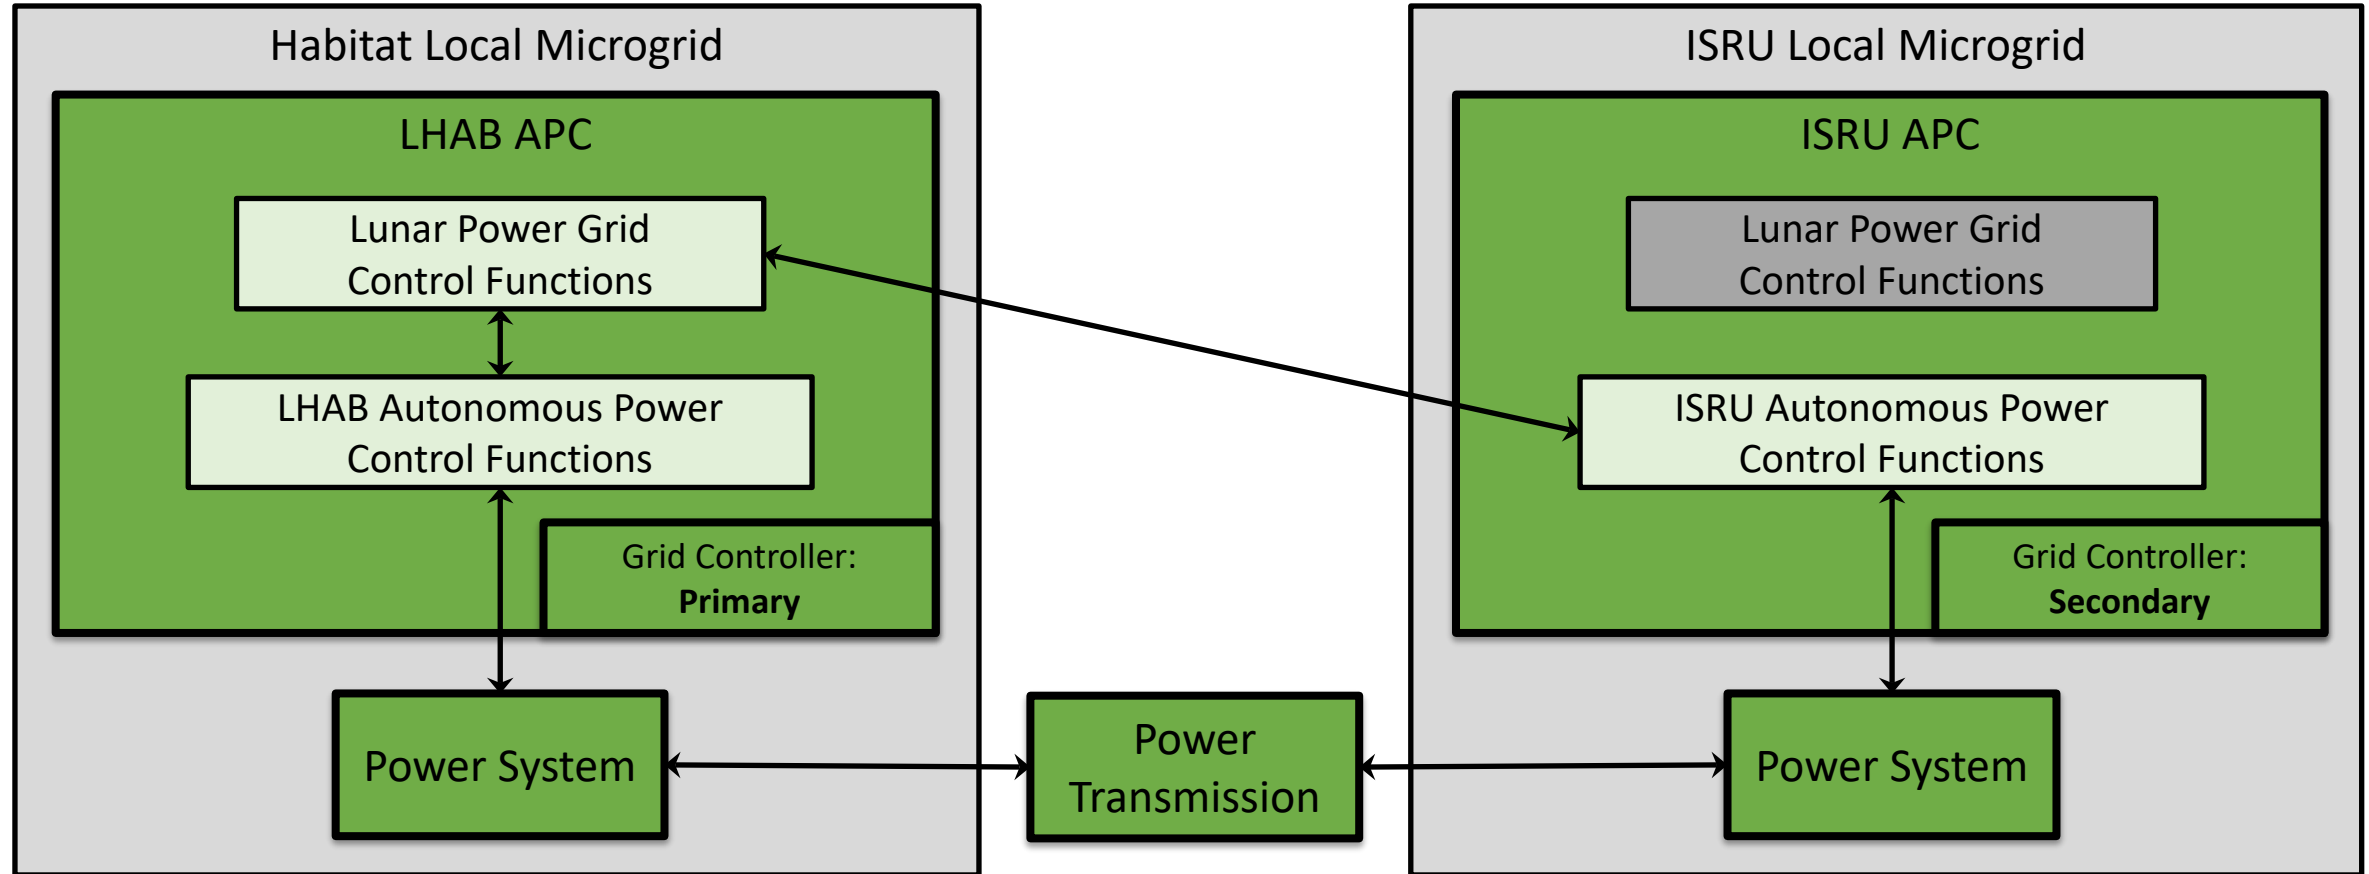 Habitat Local Microgrid
LHAB APC
Lunar Power Grid
Control Functions
LHAB Autonomous Power
Control Functions
Grid Controller:
Primary
Power System
Power
Transmission
ISRU Local Microgrid
ISRU APC
Lunar Power Grid
Control Functions
ISRU Autonomous Power
Control Functions
Grid Controller:
Secondary
Power System